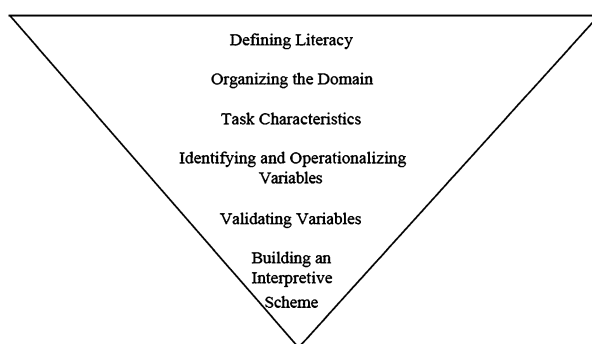 Defining Literacy
Organizing the Domain
Task Characteristics
Identifying and Operationalizing
Variables
Validating Variables
Building an
Interpretive
Scheme